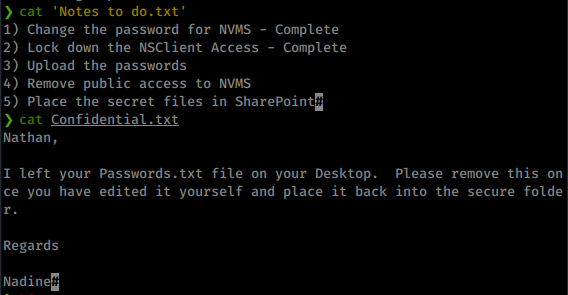 ❯ cat 'Notes to do.txt'
1) Change the password for NVMS - Complete
2) Lock down the NSClient Access - Complete
3) Upload the passwords
4) Remove public access to NVMS
5) Place the secret files in SharePoint#
❯ cat Confidential.txt
Nathan,
I left your Passwords.txt file on your Desktop.  Please remove this on
ce you have edited it yourself and place it back into the secure folde
r.
Regards
Nadine#